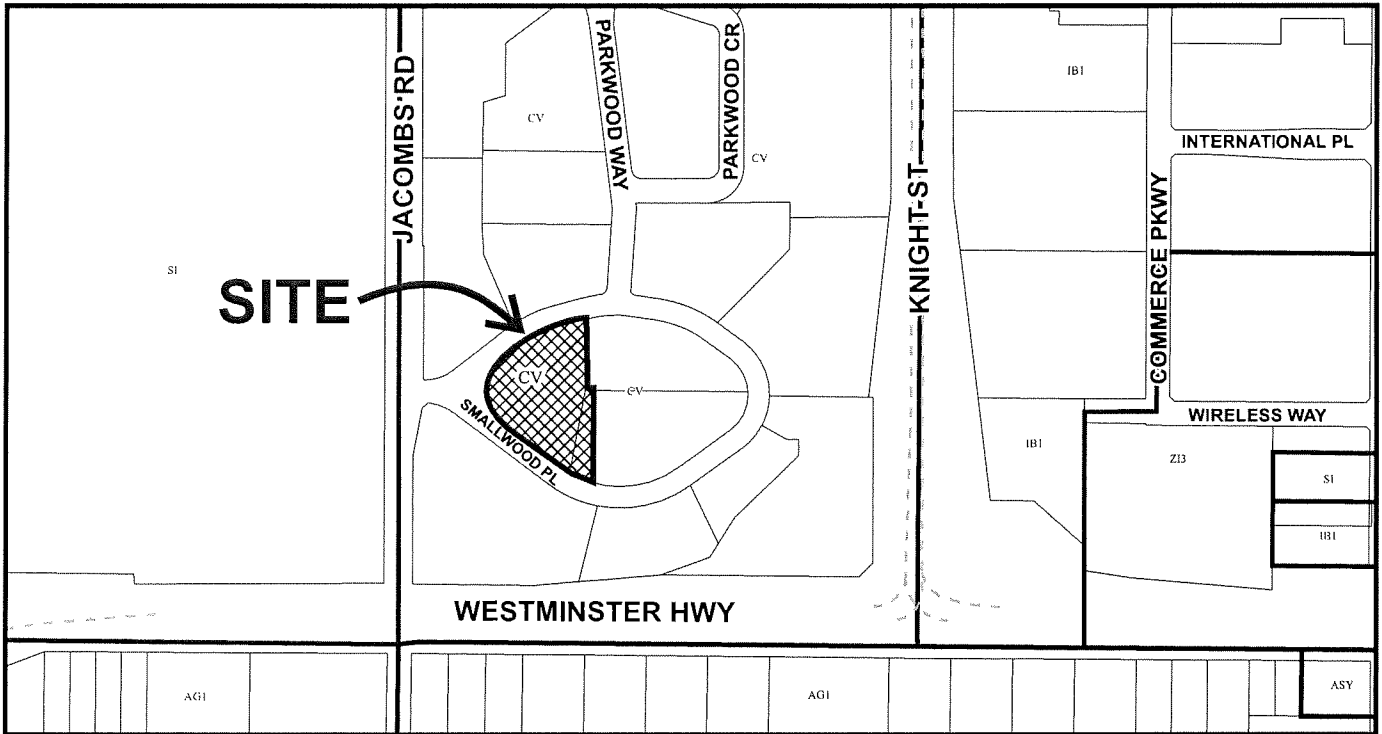 PARKWOOD WAY
PARKWOOD CR
IB1
JACOMBS RD
CV
INTERNATIONAL PL
CV
KNIGHT ST
COMMERCE PKWY
SI
SITE
CV
CV
SMALLWOOD PL
WIRELESS WAY
IB1
ZI3
SI
IB1
WESTMINSTER HWY
AG1
AG1
ASY